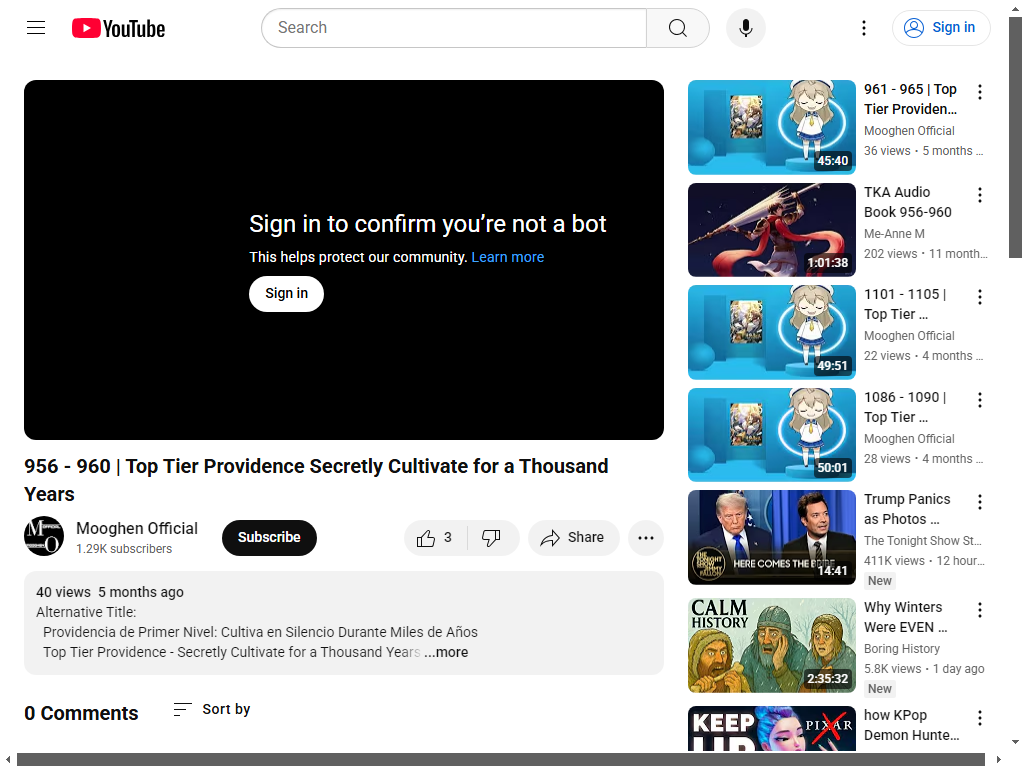 YouTube
Search
Sign in
Sign in to confirm you're not a bot
This helps protect our community. Learn more
Sign in
956 - 960 | Top Tier Providence Secretly Cultivate for a Thousand
Years
Mooghen Official
1.29K subscribers
Subscribe
3
Share
40 views 5 months ago
Alternative Title:
Providencia de Primer Nivel: Cultiva en Silencio Durante Miles de Años
Top Tier Providence - Secretly Cultivate for a Thousand Years ...more
0 Comments
Sort by
45:40
961 - 965 | Top
Tier Providen...
Mooghen Official
36 views • 5 months ...
1:01:38
TKA Audio
Book 956-960
Me-Anne M
202 views • 11 month...
49:51
1101 - 1105 |
Top Tier ...
Mooghen Official
22 views • 4 months ...
50:01
1086 - 1090 |
Top Tier ...
Mooghen Official
28 views • 4 months ...
HERE COMES THE BRIBE
14:41
Trump Panics
as Photos ...
The Tonight Show St...
411K views • 12 hour...
New
CALM
HISTORY
2:35:32
Why Winters
Were EVEN ...
Boring History
5.8K views • 1 day ago
New
KEEP
PIXAR
how KPop
Demon Hunte...